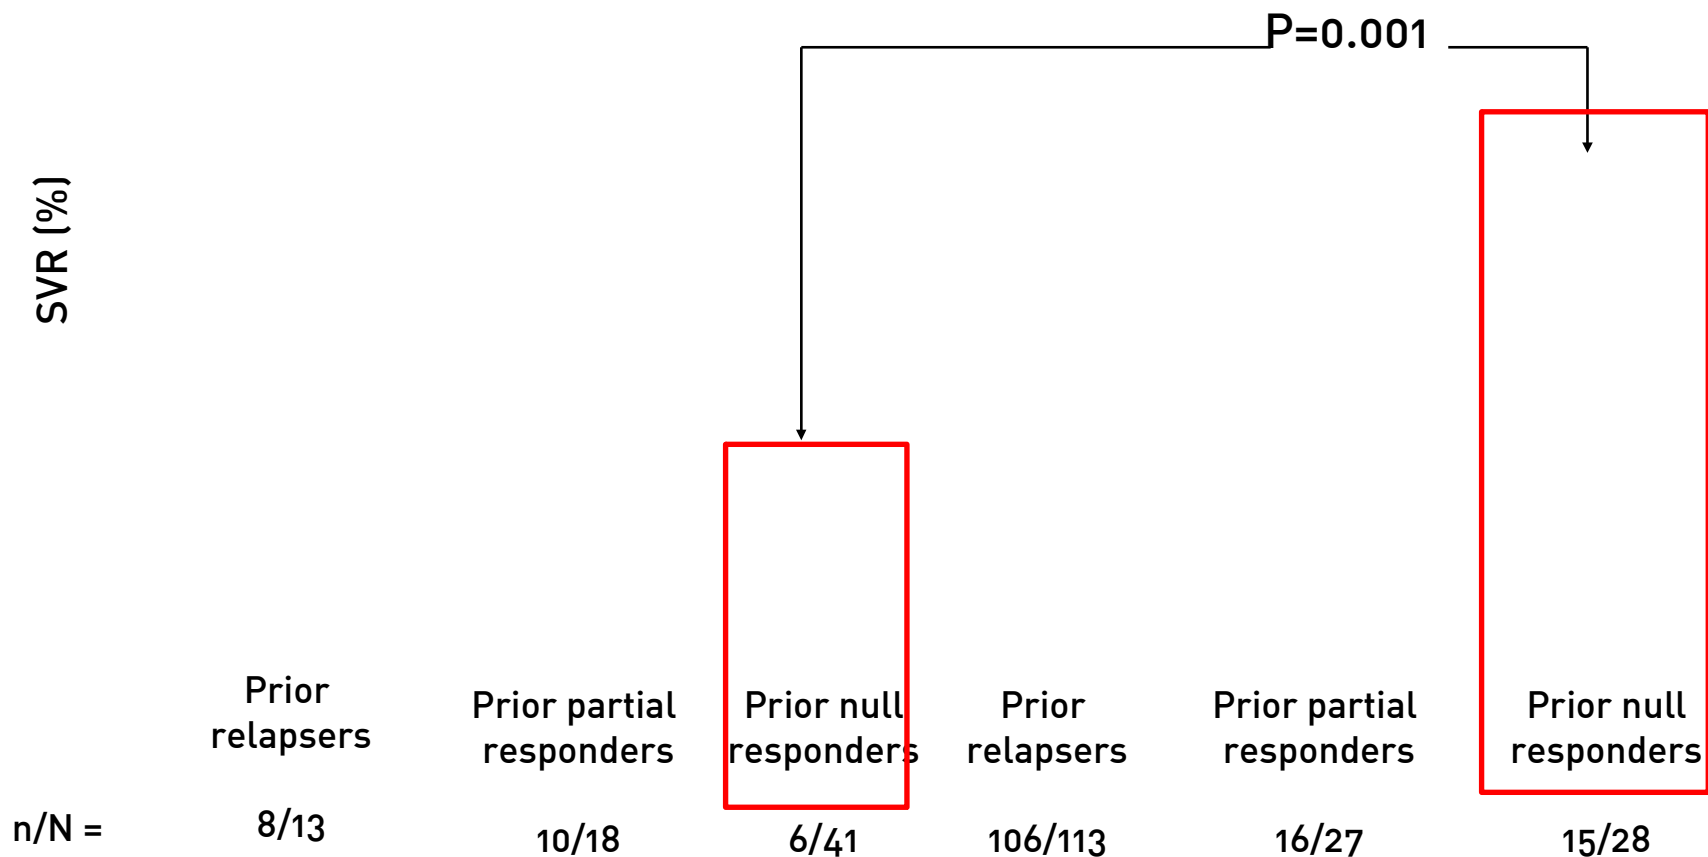 P=0.001
SVR (%)
Prior
relapsers
Prior partial
responders
Prior null
responders
Prior
relapsers
Prior partial
responders
Prior null
responders
n/N =
8/13
10/18
6/41
106/113
16/27
15/28